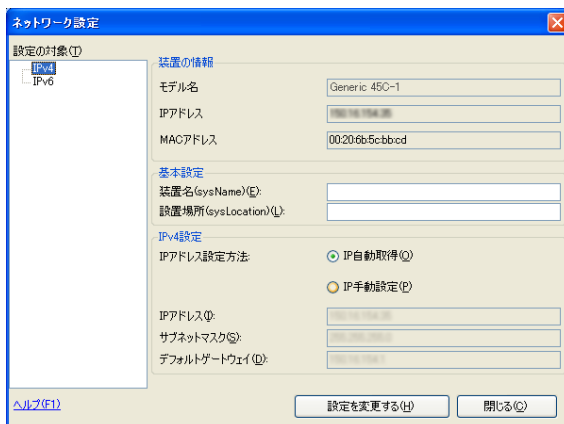 ネットワーク設定
設定の対象(T)
IPv4
IPv6
装置の情報
モデル名 Generic 45C-1
IPアドレス
MACアドレス 00:20:6b:5c:bb:cd
基本設定
装置名(sysName)(E):
設置場所(sysLocation)(L):
IPv4設定
IPアドレス設定方法: IP自動取得(O)
IP手動設定(P)
IPアドレス(I):
サブネットマスク(S):
デフォルトゲートウェイ(D):
ヘルプ(F1) 設定を変更する(H) 閉じる(C)